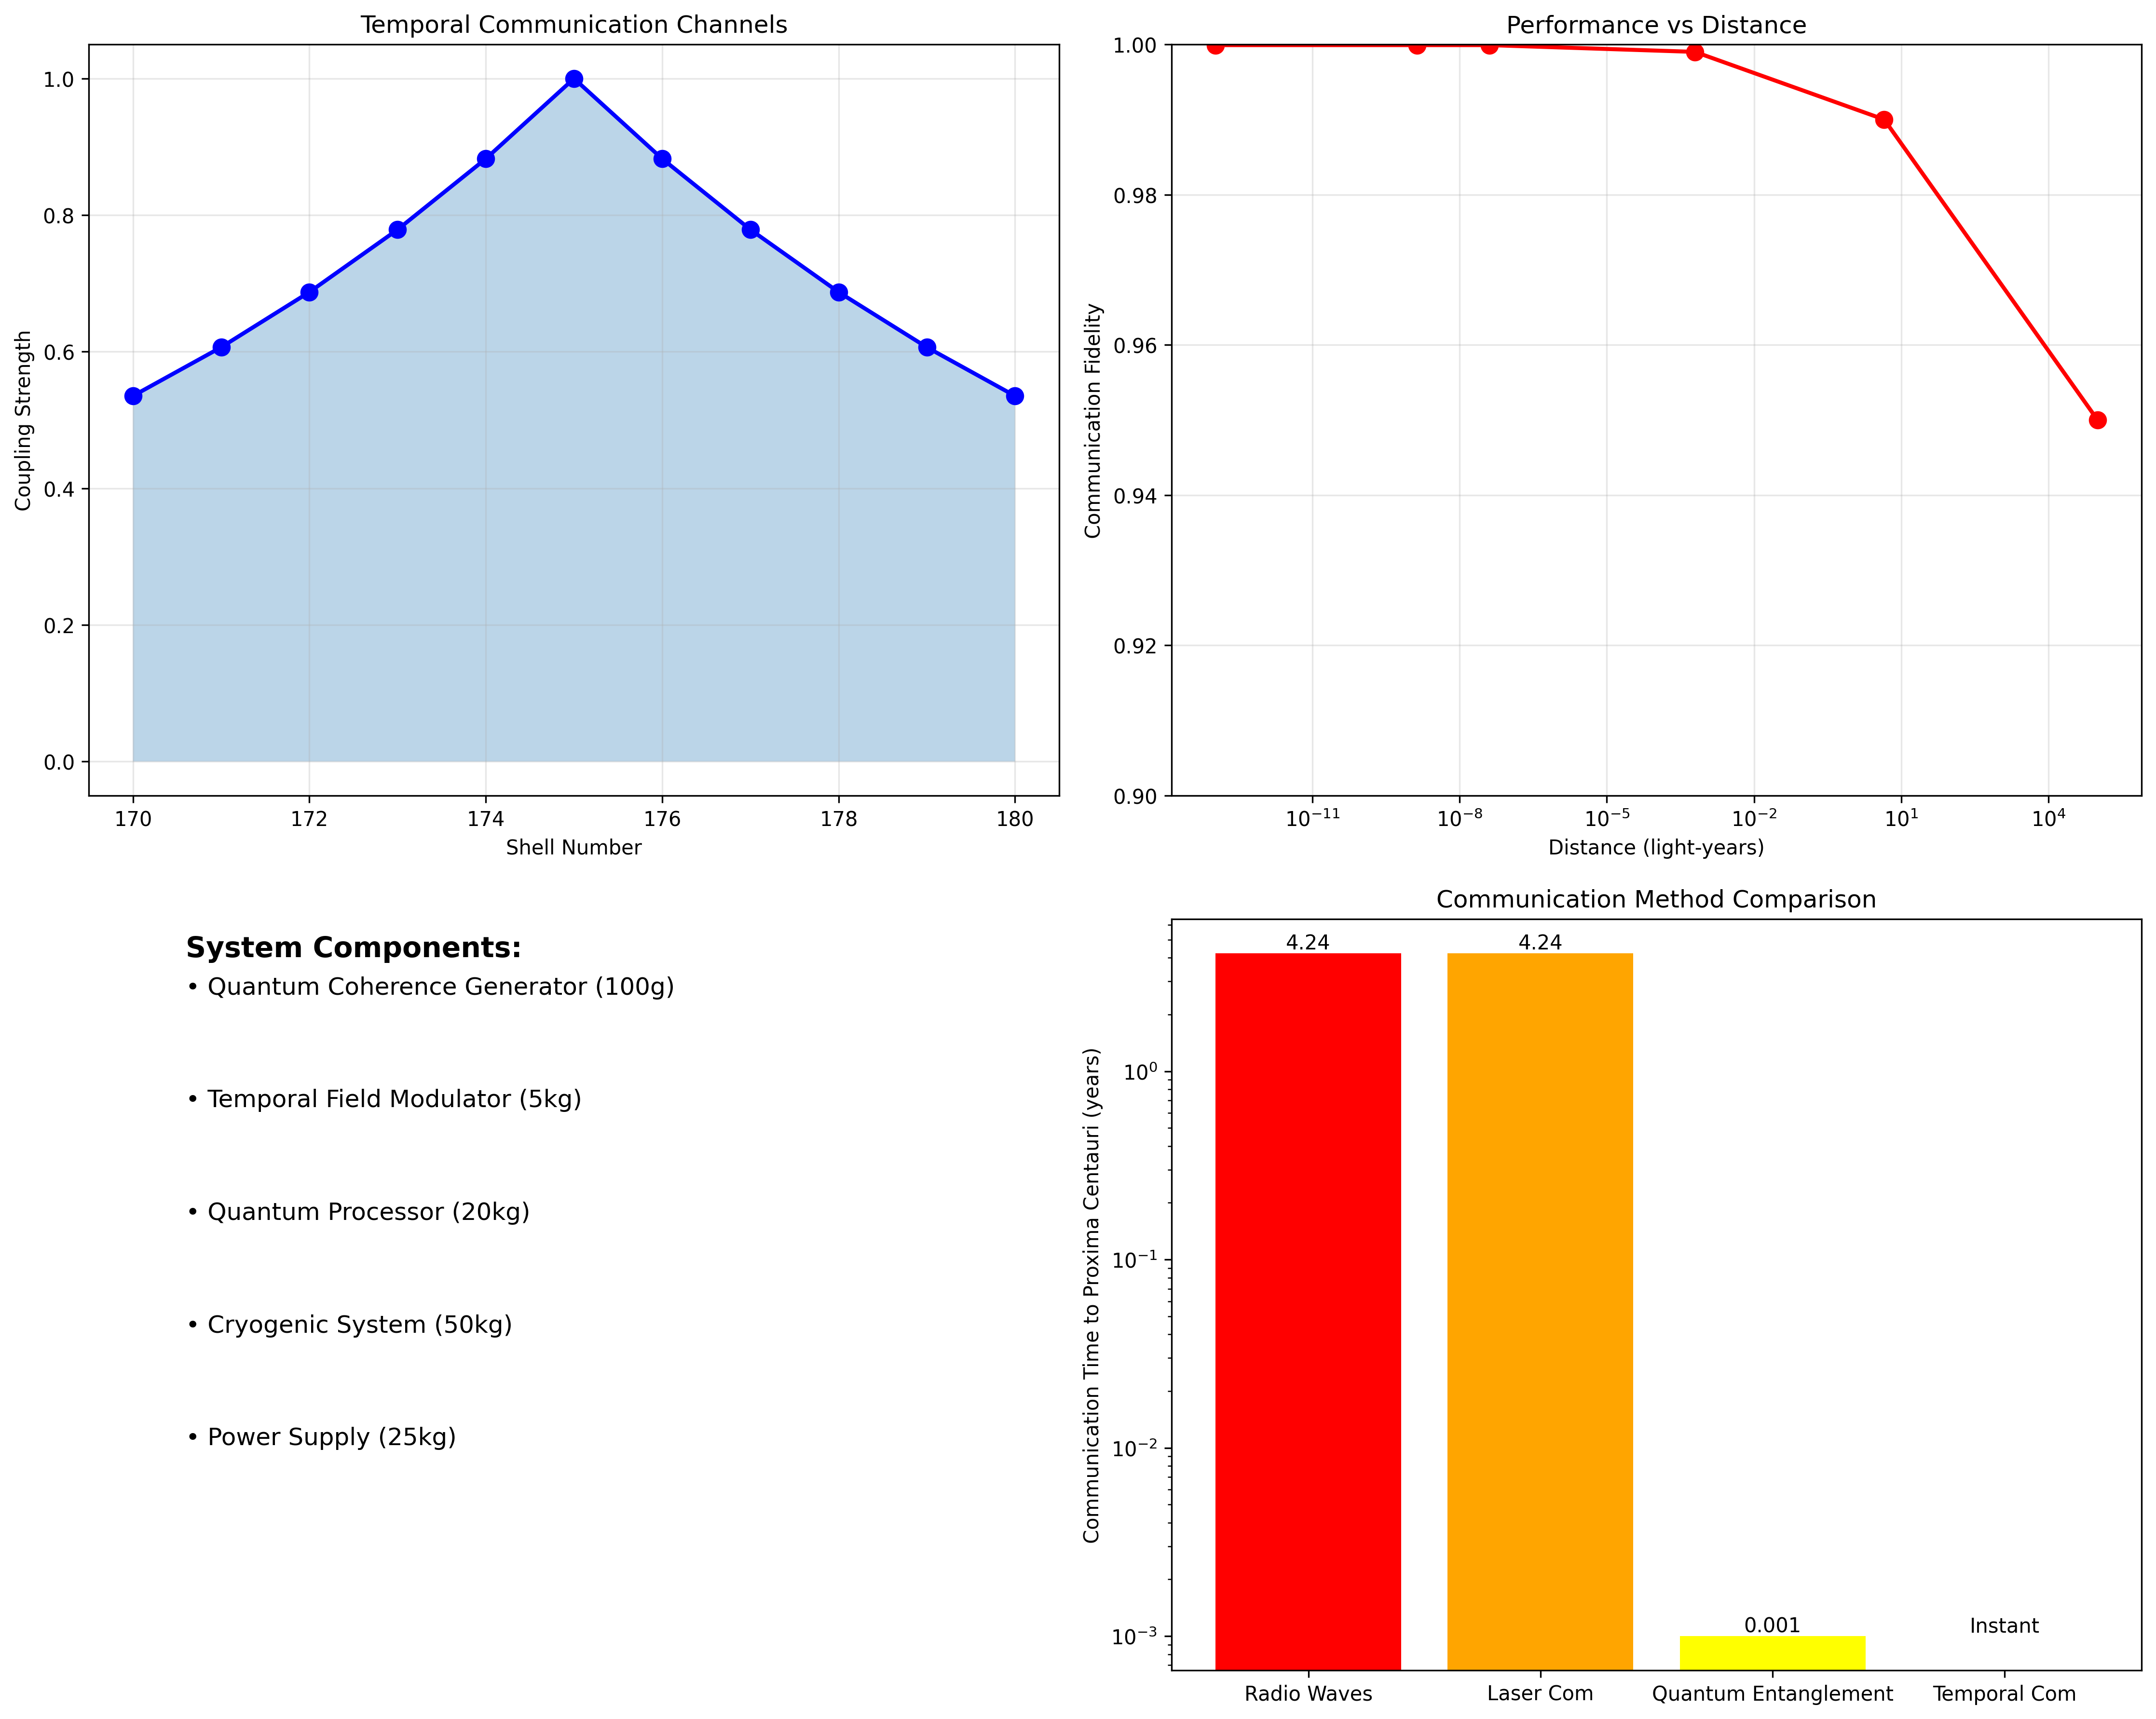 Temporal Communication Channels
Coupling Strength
1.0
0.8
0.6
0.4
0.2
0.0
170 172 174 176 178 180
Shell Number
Performance vs Distance
Communication Fidelity
1.00
0.98
0.96
0.94
0.92
0.90
10⁻¹¹ 10⁻⁸ 10⁻⁵ 10⁻² 10¹ 10⁴
Distance (light-years)
System Components:
• Quantum Coherence Generator (100g)
• Temporal Field Modulator (5kg)
• Quantum Processor (20kg)
• Cryogenic System (50kg)
• Power Supply (25kg)
Communication Method Comparison
Communication Time to Proxima Centauri (years)
10⁰
10⁻¹
10⁻²
10⁻³
4.24 4.24 0.001 Instant
Radio Waves Laser Com Quantum Entanglement Temporal Com